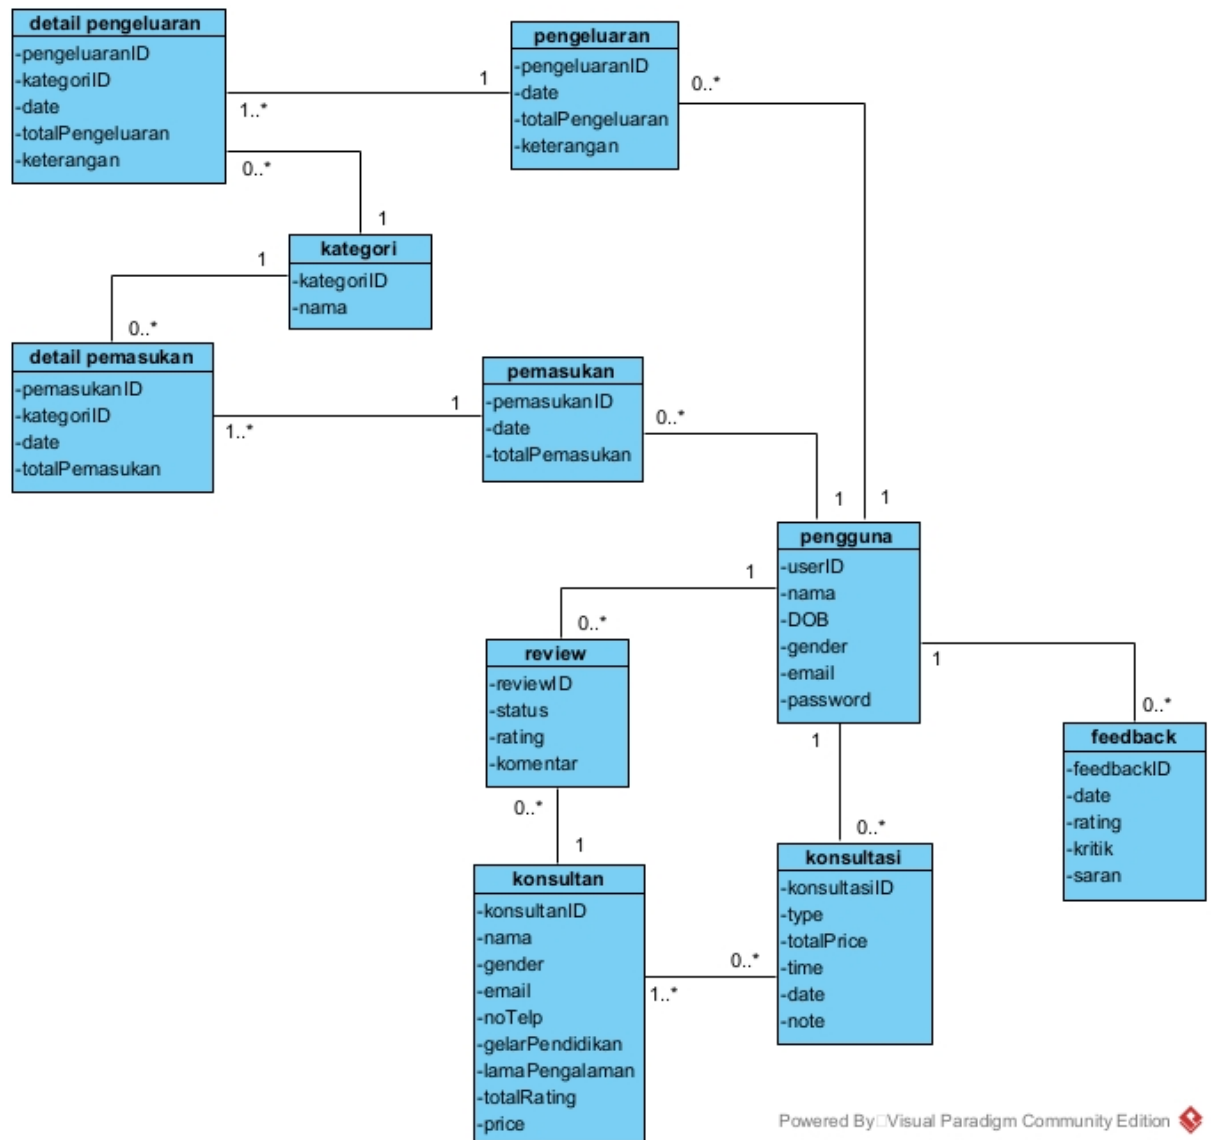 detail pengeluaran
-pengeluaranID
-kategoriID
-date
-totalPengeluaran
-keterangan
1..*
1
pengeluaran
-pengeluaranID
-date
-totalPengeluaran
-keterangan
0..*
0..*
1
kategori
-kategoriID
-nama
1
0..*
detail pemasukan
-pemasukanID
-kategoriID
-date
-totalPemasukan
1..*
1
pemasukan
-pemasukanID
-date
-totalPemasukan
0..*
1
1
pengguna
-userID
-nama
-DOB
-gender
-email
-password
1
0..*
review
-reviewID
-status
-rating
-komentar
1
0..*
feedback
-feedbackID
-date
-rating
-kritik
-saran
1
0..*
konsultasi
-konsultasiID
-type
-totalPrice
-time
-date
-note
0..*
1
konsultan
-konsultanID
-nama
-gender
-email
-noTelp
-gelarPendidikan
-lamaPengalaman
-totalRating
-price
0..*
1..*
Powered By Visual Paradigm Community Edition